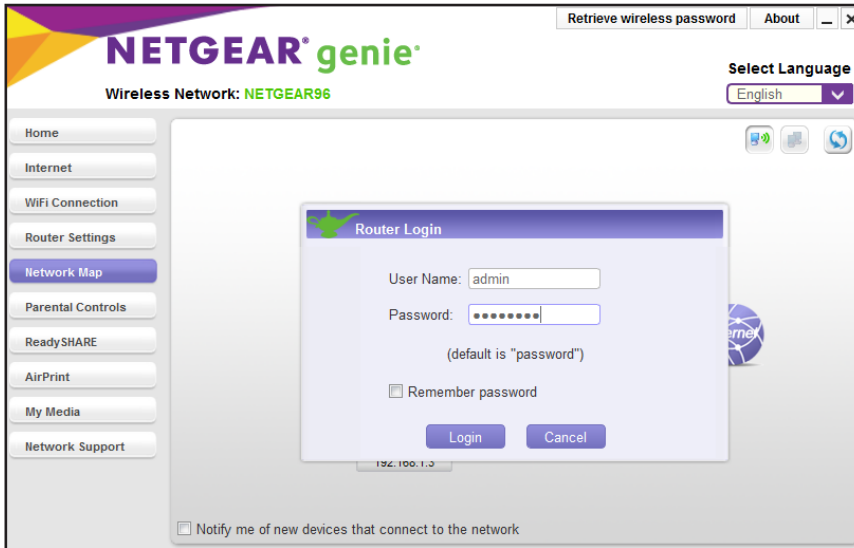 Retrieve wireless password
About
NETGEAR® genie®
Select Language
Wireless Network: NETGEAR96
English
Home
Internet
WiFi Connection
Router Settings
Network Map
Parental Controls
ReadySHARE
AirPrint
My Media
Network Support
Router Login
User Name: admin
Password: ••••••••
(default is "password")
Remember password
Login
Cancel
192.168.1.3
Notify me of new devices that connect to the network